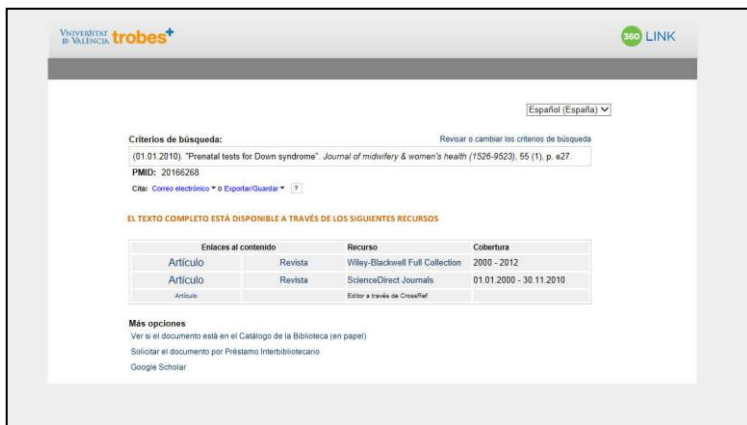 VNIVERSITAT
ID VALÈNCIA trobes+
360 LINK
Español (España)
Criterios de búsqueda:
Revisar o cambiar los criterios de búsqueda
(01.01.2010). "Prenatal tests for Down syndrome". Journal of midwifery & women's health (1526-9523), 55 (1), p. e27.
PMID: 20166268
Cita: Correo electrónico o Exportar/Guardar ?
EL TEXTO COMPLETO ESTÁ DISPONIBLE A TRAVÉS DE LOS SIGUIENTES RECURSOS
Enlaces al contenido Recurso Cobertura
Artículo Revista Wiley-Blackwell Full Collection 2000 - 2012
Artículo Revista ScienceDirect Journals 01.01.2000 - 30.11.2010
Artículo Editor a través de CrossRef
Más opciones
Ver si el documento está en el Catálogo de la Biblioteca (en papel)
Solicitar el documento por Préstamo Interbibliotecario
Google Scholar